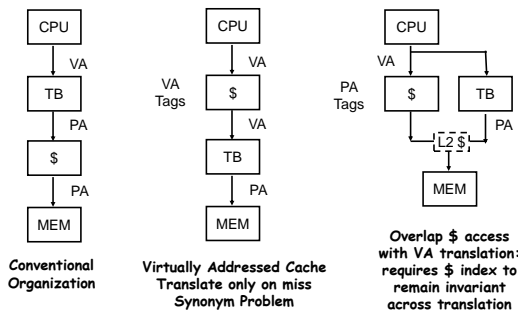 CPU
VA
TB
PA
$
PA
MEM
Conventional
Organization
CPU
VA
VA
Tags
$
VA
TB
PA
MEM
Virtually Addressed Cache
Translate only on miss
Synonym Problem
CPU
VA
PA
Tags
$
TB
PA
L2 $
MEM
Overlap $ access
with VA translation:
requires $ index to
remain invariant
across translation